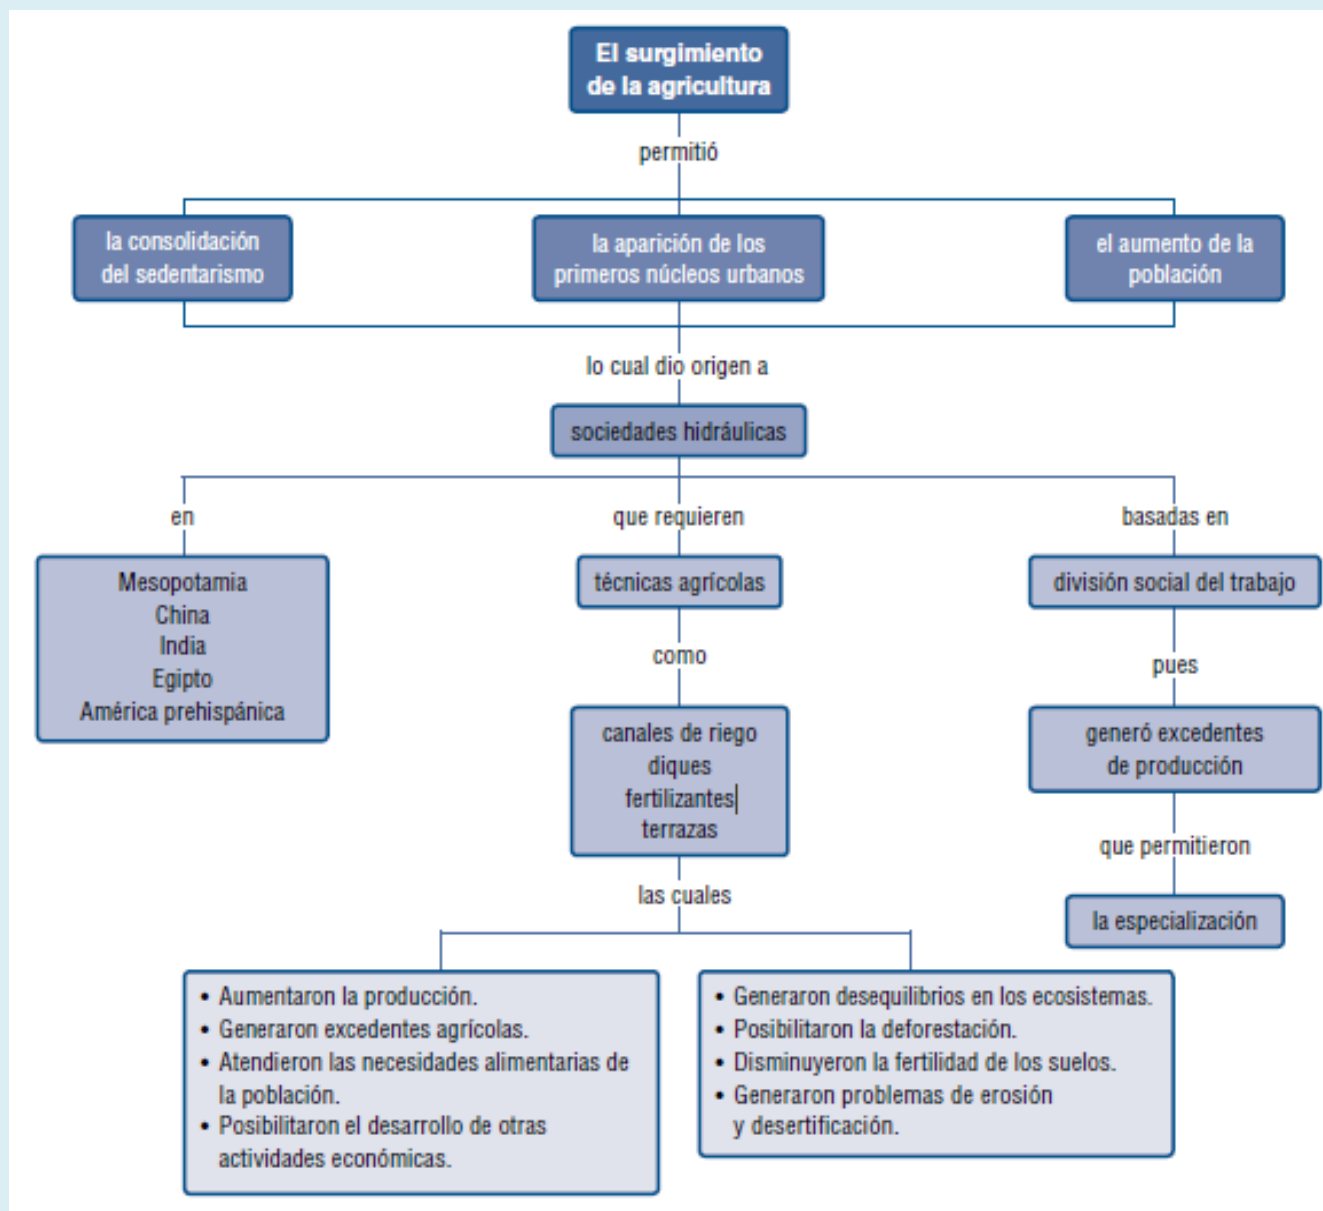 El surgimiento
de la agricultura
permitió
la consolidación
del sedentarismo
la aparición de los
primeros núcleos urbanos
el aumento de la
población
lo cual dio origen a
sociedades hidráulicas
en
que requieren
basadas en
Mesopotamia
China
India
Egipto
América prehispánica
técnicas agrícolas
como
canales de riego
diques
fertilizantes
terrazas
división social del trabajo
pues
generó excedentes
de producción
que permitieron
la especialización
las cuales
• Aumentaron la producción.
• Generaron excedentes agrícolas.
• Atendieron las necesidades alimentarias de
la población.
• Posibilitaron el desarrollo de otras
actividades económicas.
• Generaron desequilibrios en los ecosistemas.
• Posibilitaron la deforestación.
• Disminuyeron la fertilidad de los suelos.
• Generaron problemas de erosión
y desertificación.